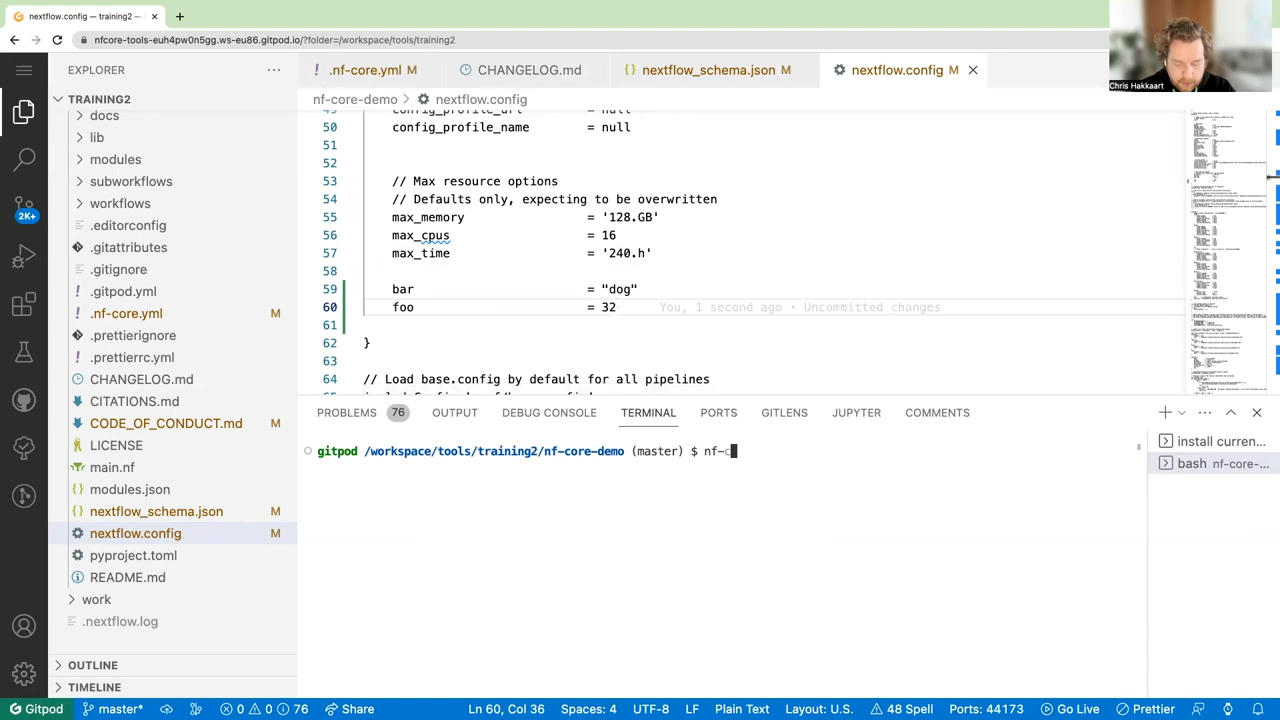 nextflow.config — training2
nfcore-tools-euh4pw0n5gg.ws-eu86.gitpod.io/?folder=/workspace/tools/training2
Chris Hakkaart
EXPLORER
TRAINING2
docs
lib
modules
subworkflows
workflows
.editorconfig
.gitattributes
.gitignore
.gitpod.yml
.nf-core.yml M
.prettierignore
.prettierrc.yml
CHANGELOG.md
CITATIONS.md
CODE_OF_CONDUCT.md M
LICENSE
main.nf
modules.json
nextflow_schema.json M
nextflow.config M
pyproject.toml
README.md
work
.nextflow.log
OUTLINE
TIMELINE
2K+
.nf-core.yml M
CHANGELOG.md
nextflow_schema.json M
nextflow.config M
nf-core-demo > nextflow.config
50 config_profile_name = null
51
52
53 // Max resource options
54 // Defaults only, expecting to be overwritten
55 max_memory = '128.GB'
56 max_cpus = 16
57 max_time = '240.h'
58
59 bar = "dog"
60 foo = 32 You, 1 second ago • Uncommitted changes
61
62 }
63
64 // Load base.config by default for all pipelines
PROBLEMS 76 OUTPUT DEBUG CONSOLE TERMINAL PORTS GITLENS JUPYTER COMMENTS
gitpod /workspace/tools/training2/nf-core-demo (master) $ nf-c
install curren...
bash nf-core-...
Gitpod master* Share 0 0 76 Ln 60, Col 36 Spaces: 4 UTF-8 LF Plain Text Layout: U.S. 48 Spell Ports: 44173 Go Live Prettier